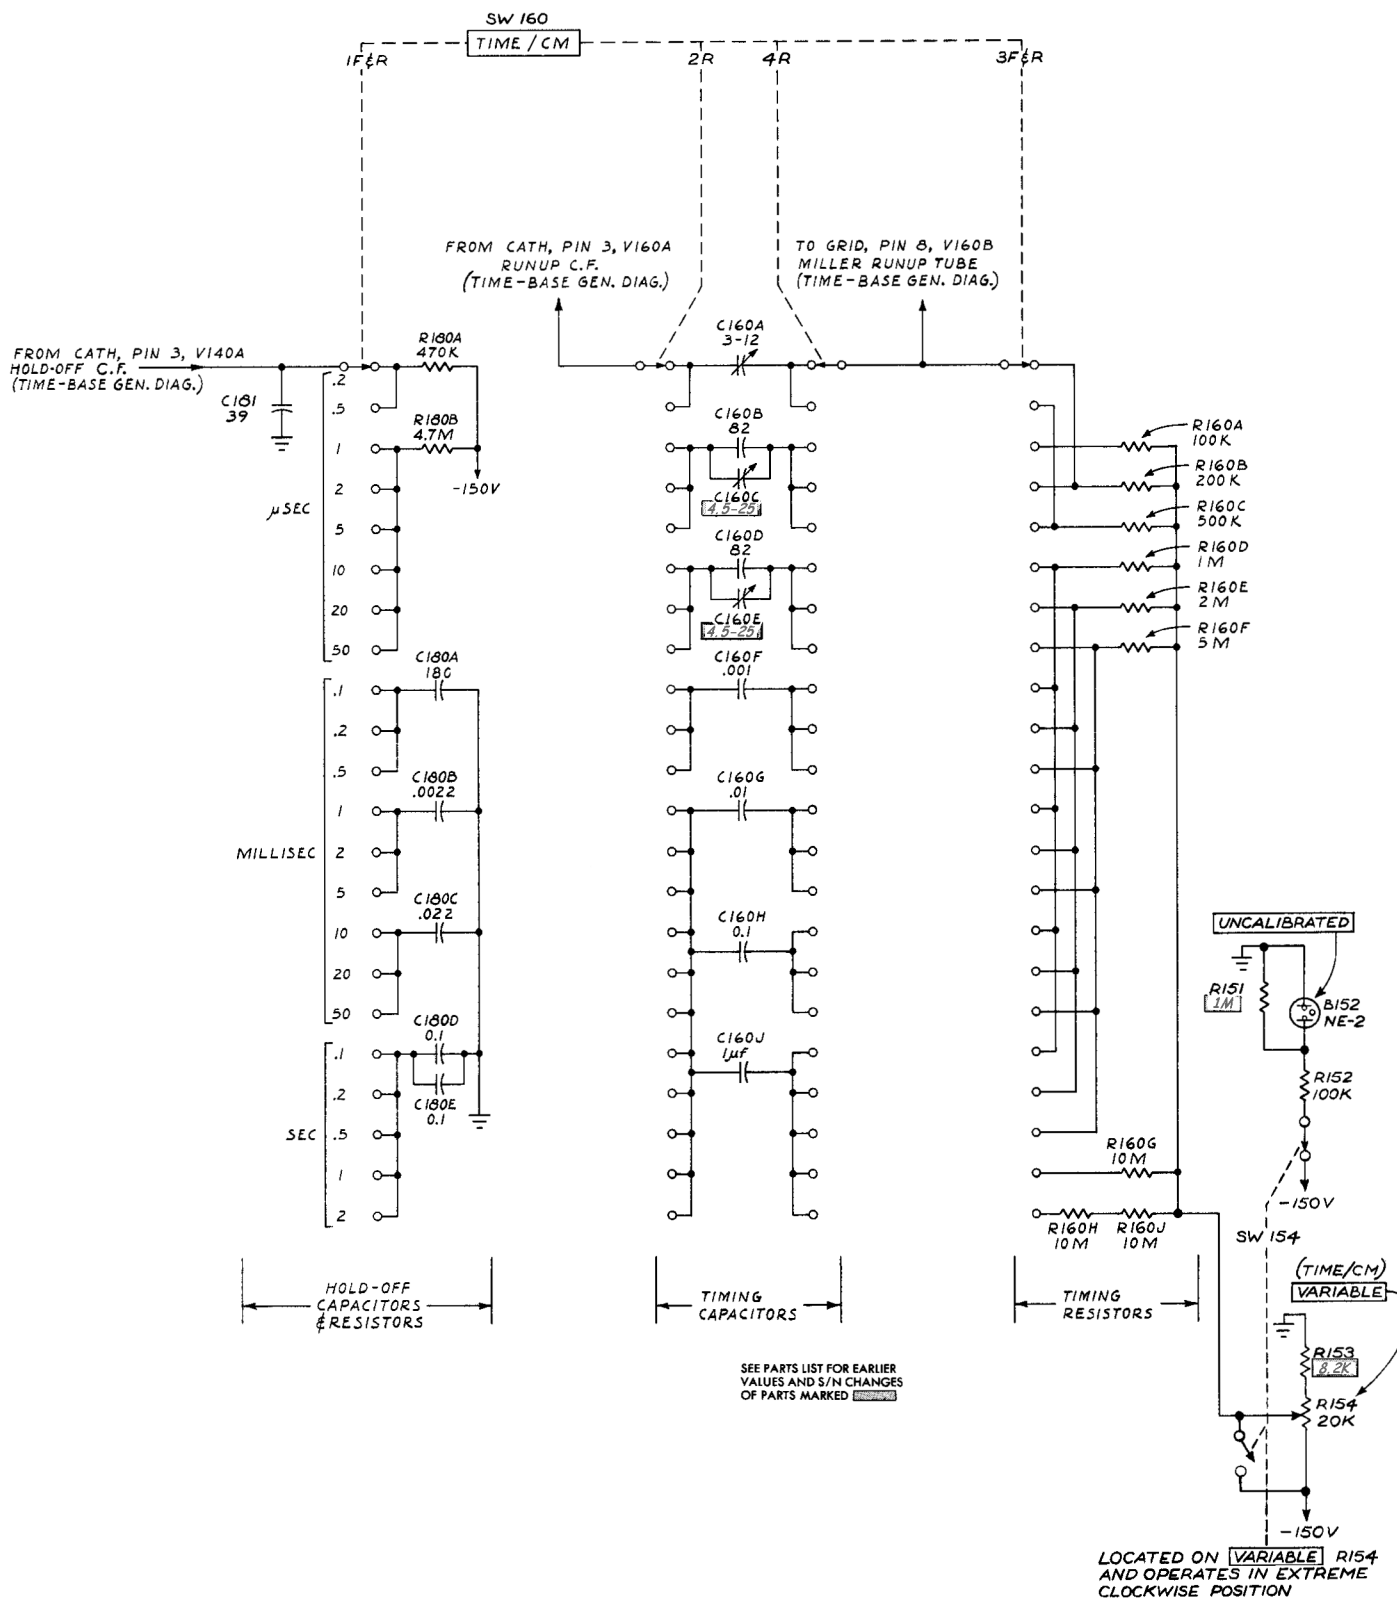 SW 160
TIME / CM
1F&R
2R
4R
3F&R
FROM CATH, PIN 3, V160A
RUNUP C.F.
(TIME-BASE GEN. DIAG.)
TO GRID, PIN 8, V160B
MILLER RUNUP TUBE
(TIME-BASE GEN. DIAG.)
FROM CATH, PIN 3, V140A
HOLD-OFF C.F.
(TIME-BASE GEN. DIAG.)
C181
39
R180A
470K
R180B
4.7M
-150V
μSEC
.2
.5
1
2
5
10
20
50
MILLISEC
.1
.2
.5
1
2
5
10
20
50
SEC
.1
.2
.5
1
2
C180A
180
C180B
.0022
C180C
.022
C180D
0.1
C180E
0.1
C160A
3-12
C160B
82
C160C
4.5-25
C160D
82
C160E
4.5-25
C160F
.001
C160G
.01
C160H
0.1
C160J
1μf
R160A
100K
R160B
200K
R160C
500K
R160D
1M
R160E
2M
R160F
5M
R160G
10M
R160H
10M
R160J
10M
UNCALIBRATED
R151
1M
B152
NE-2
R152
100K
-150V
SW 154
(TIME/CM)
VARIABLE
R153
8.2K
R154
20K
-150V
HOLD-OFF
CAPACITORS
& RESISTORS
TIMING
CAPACITORS
TIMING
RESISTORS
SEE PARTS LIST FOR EARLIER
VALUES AND S/N CHANGES
OF PARTS MARKED
LOCATED ON VARIABLE R154
AND OPERATES IN EXTREME
CLOCKWISE POSITION